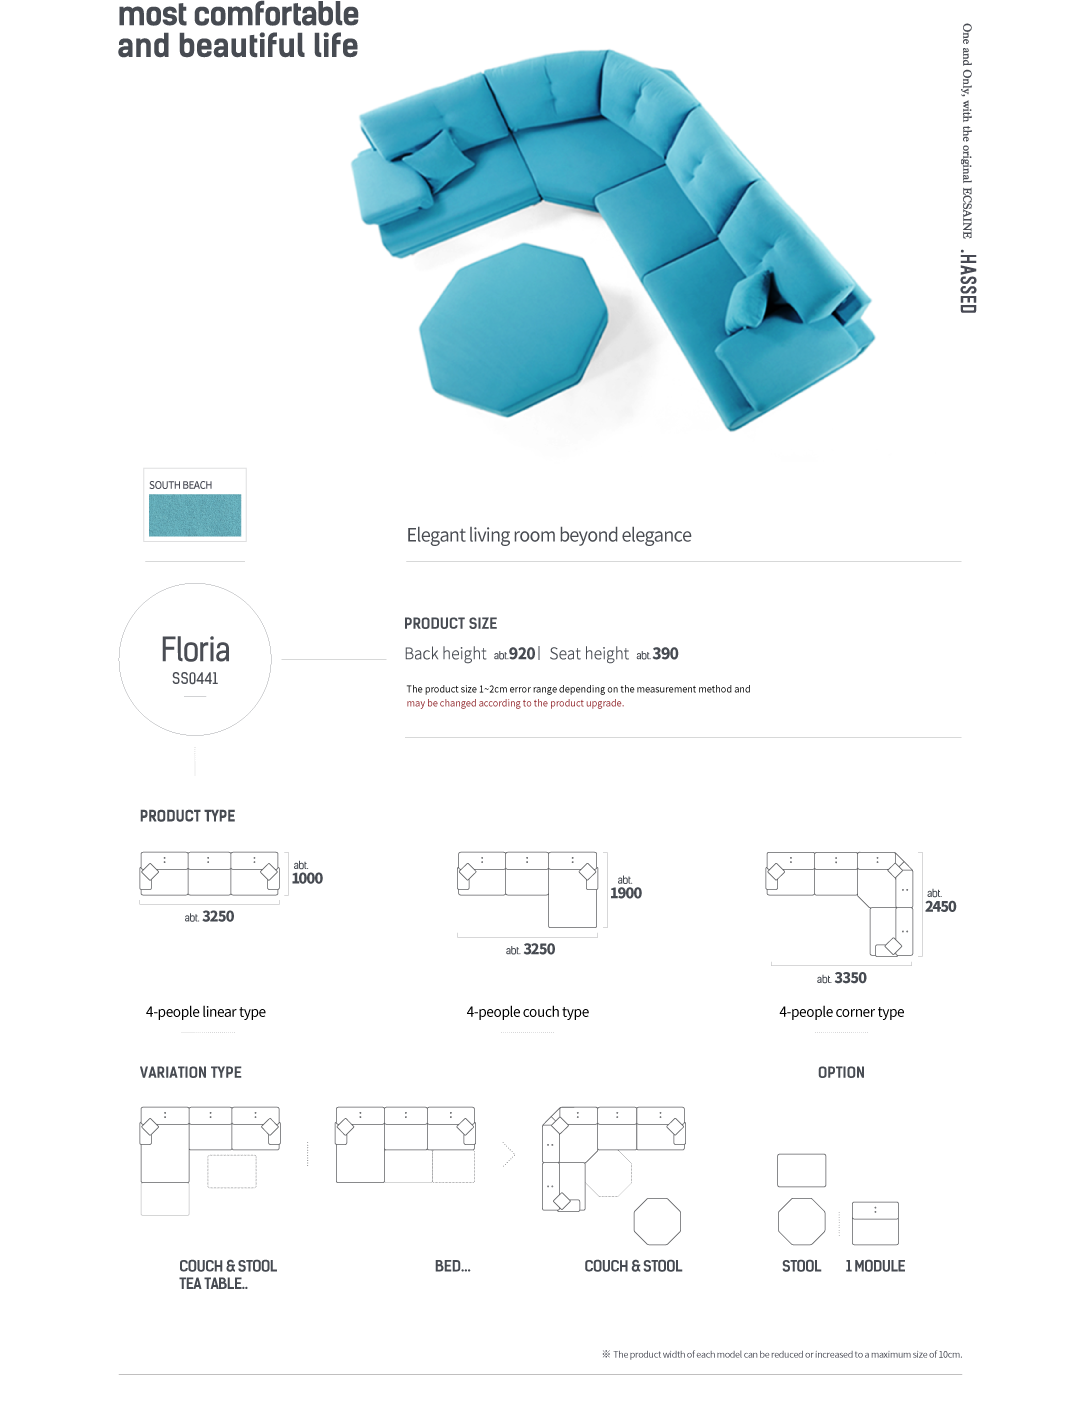 most comfortable
and beautiful life
One and Only, with the original ECSAINE .HASSED
SOUTH BEACH
Elegant living room beyond elegance
Floria
SS0441
PRODUCT SIZE
Back height abt.920 | Seat height abt.390
The product size 1~2cm error range depending on the measurement method and
may be changed according to the product upgrade.
PRODUCT TYPE
abt.
1000
abt. 3250
4-people linear type
abt.
1900
abt. 3250
4-people couch type
abt.
2450
abt. 3350
4-people corner type
VARIATION TYPE
OPTION
COUCH & STOOL
TEA TABLE..
BED...
COUCH & STOOL
STOOL
1 MODULE
※ The product width of each model can be reduced or increased to a maximum size of 10cm.